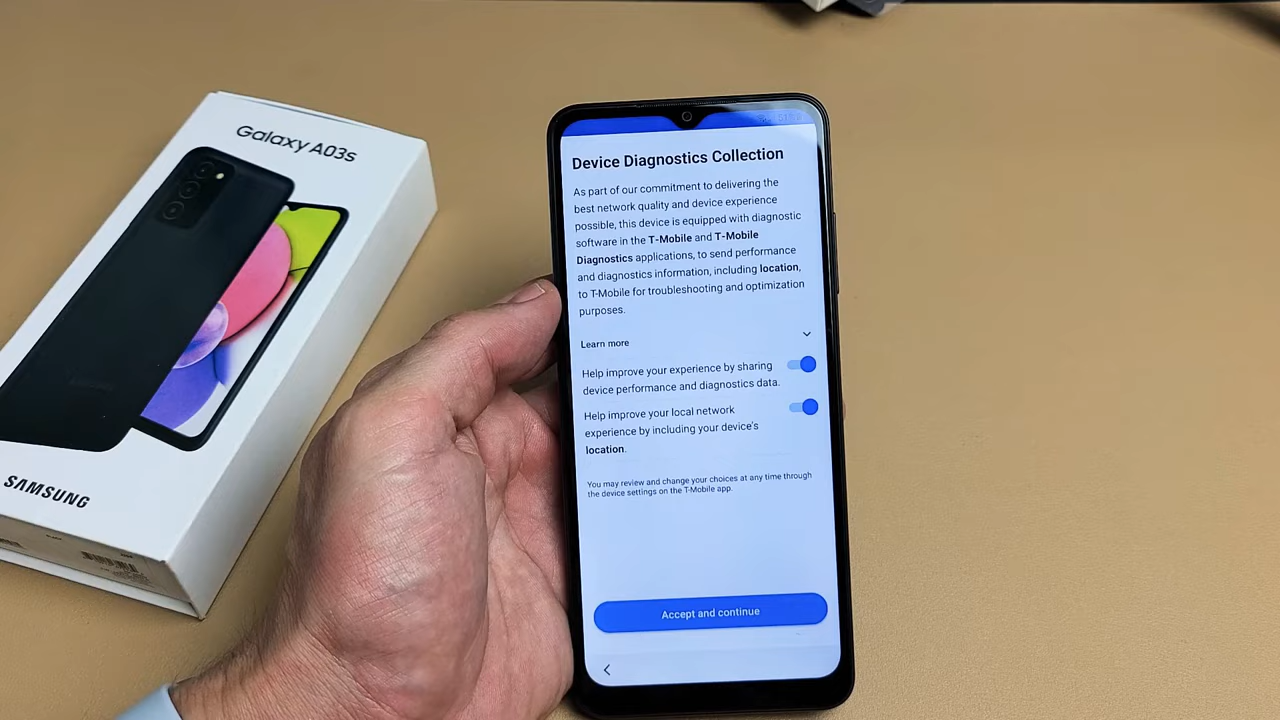 Galaxy A03s
SAMSUNG
Device Diagnostics Collection
As part of our commitment to delivering the
best network quality and device experience
possible, this device is equipped with diagnostic
software in the T-Mobile and T-Mobile
Diagnostics applications, to send performance
and diagnostics information, including location,
to T-Mobile for troubleshooting and optimization
purposes.
Learn more
Help improve your experience by sharing
device performance and diagnostics data.
Help improve your local network
experience by including your device's
location.
You may review and change your choices at any time through
the device settings on the T-Mobile app.
Accept and continue